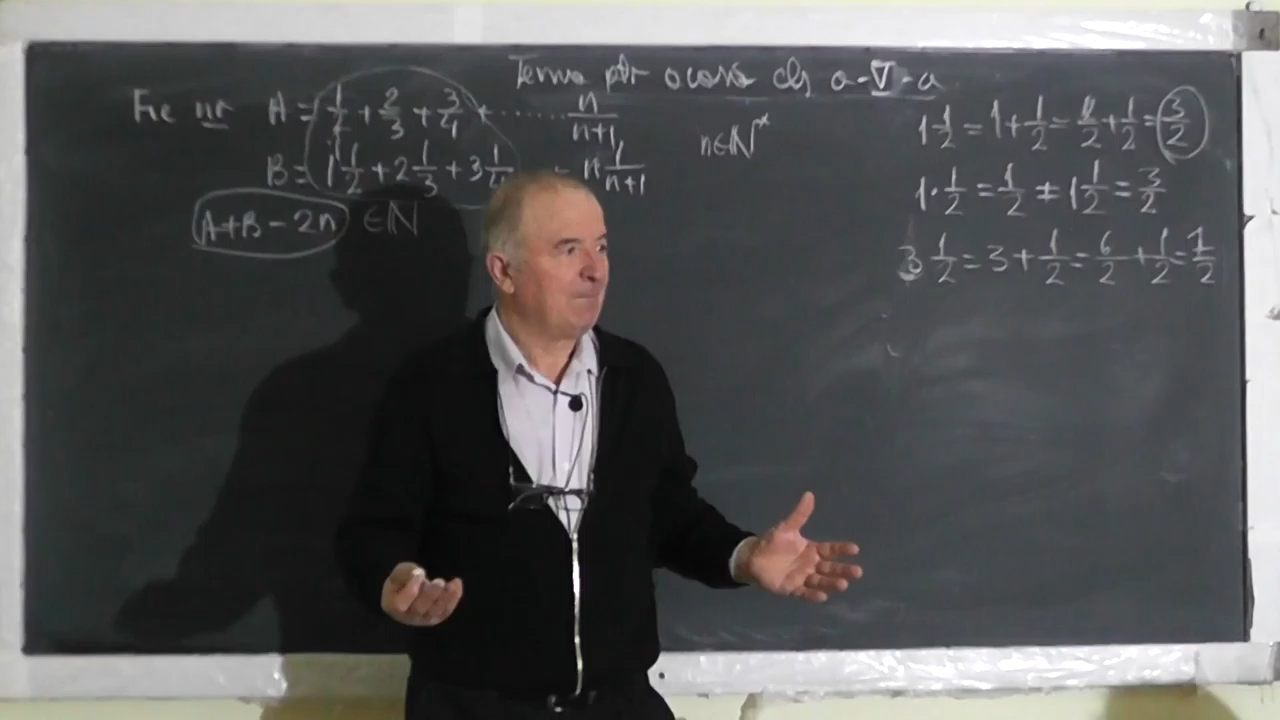 Tema ptr acasă cls a-V-a
Fie nr A = 1/2 + 2/3 + 3/4 + ....... n/n+1
B = 1 1/2 + 2 1/3 + 3 1/4 - n 1/n+1
n∈ℕ*
A+B-2n ∈ℕ
1 1/2 = 1 + 1/2 = 2/2 + 1/2 = 3/2
1·1/2 = 1/2 ≠ 1 1/2 = 3/2
3 1/2 = 3 + 1/2 = 6/2 + 1/2 = 7/2